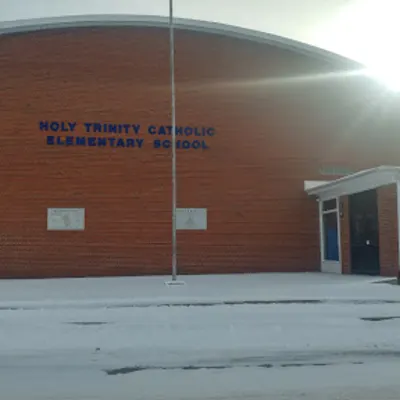 HOLY TRINITY CATHOLIC
ELEMENTARY SCHOOL